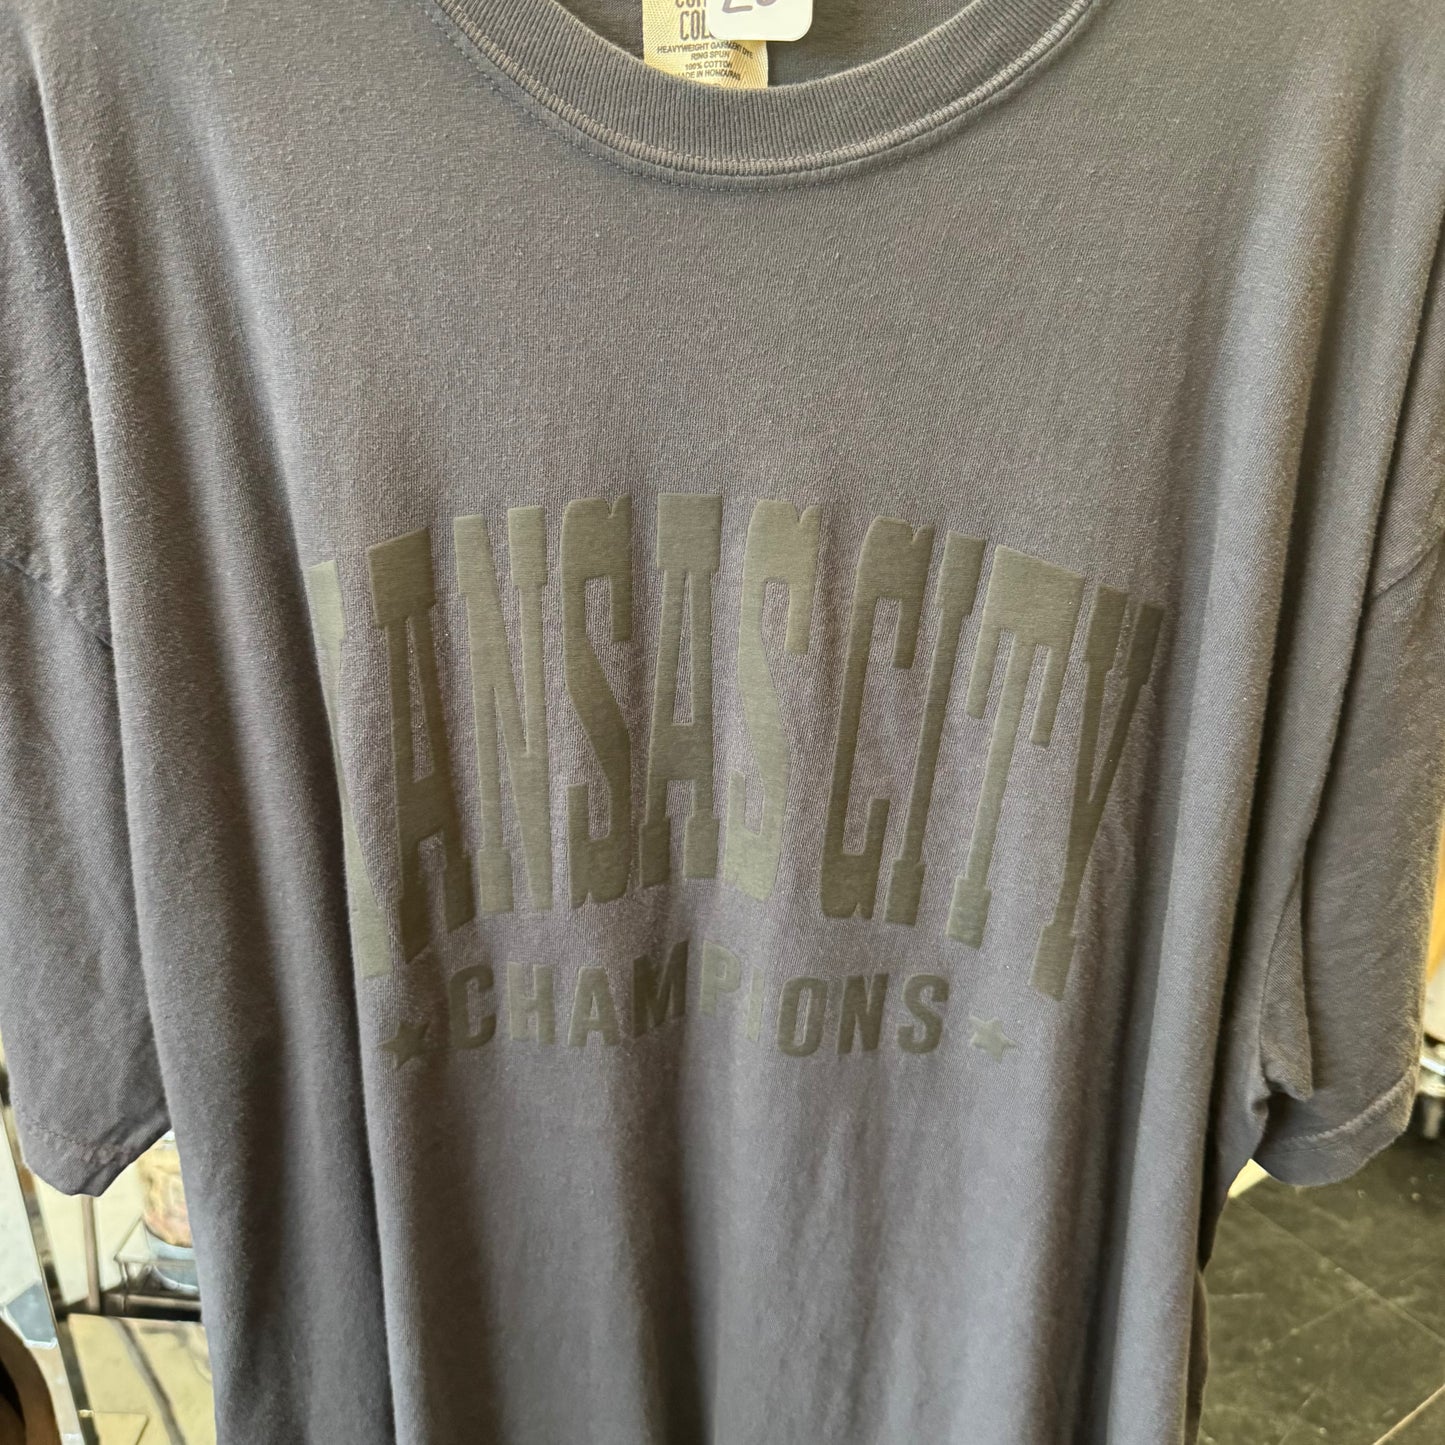 HEAVYWEIGHT GARMENT DYE
RING SPUN
100% COTTON
MADE IN HONDURAS
KANSAS CITY
★ CHAMPIONS ★